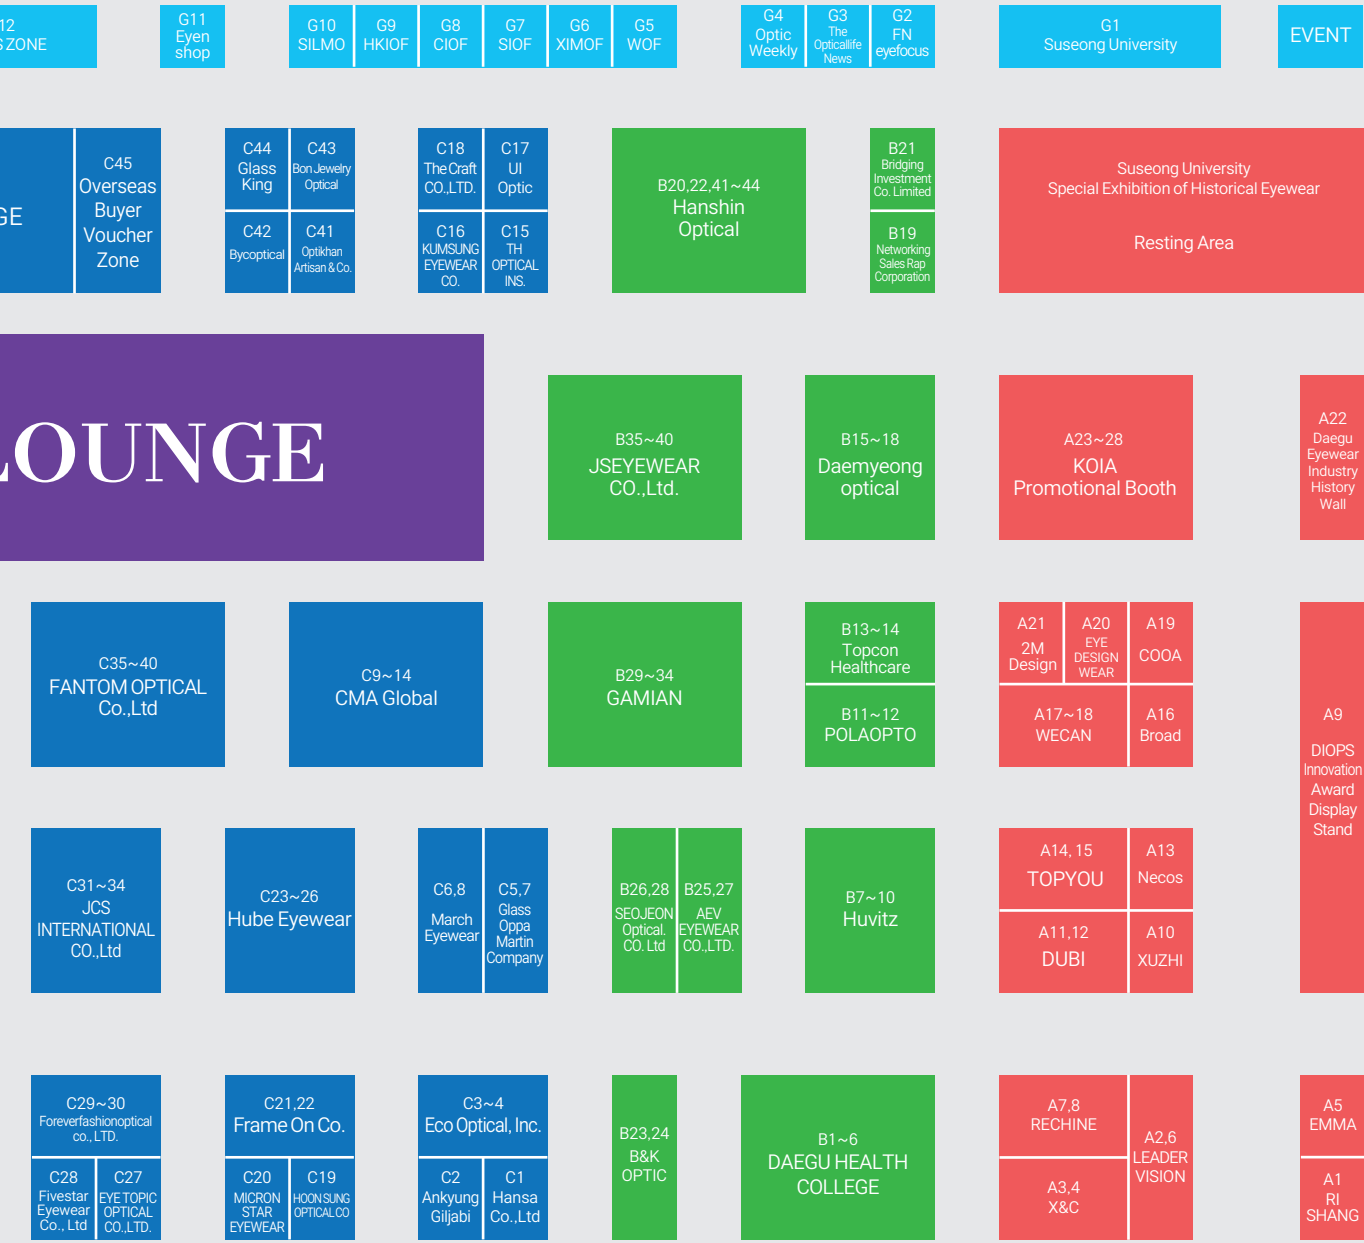 12
S ZONE
G11
Eyen
shop
G10
SILMO
G9
HKIOF
G8
CIOF
G7
SIOF
G6
XIMOF
G5
WOF
G4
Optic
Weekly
G3
The
Opticallife
News
G2
FN
eyefocus
G1
Suseong University
EVENT
GE
C45
Overseas
Buyer
Voucher
Zone
C44
Glass
King
C43
Bon Jewelry
Optical
C42
Bycoptical
C41
Optikhan
Artisan & Co.
C18
The Craft
CO.,LTD.
C17
UI
Optic
C16
KUMSUNG
EYEWEAR
CO.
C15
TH
OPTICAL
INS.
B20,22,41~44
Hanshin
Optical
B21
Bridging
Investment
Co. Limited
B19
Networking
Sales Rap
Corporation
Suseong University
Special Exhibition of Historical Eyewear
Resting Area
LOUNGE
B35~40
JSEYEWEAR
CO.,Ltd.
B15~18
Daemyeong
optical
A23~28
KOIA
Promotional Booth
A22
Daegu
Eyewear
Industry
History
Wall
C35~40
FANTOM OPTICAL
Co.,Ltd
C9~14
CMA Global
B29~34
GAMIAN
B13~14
Topcon
Healthcare
B11~12
POLAOPTO
A21
2M
Design
A20
EYE
DESIGN
WEAR
A19
COOA
A17~18
WECAN
A16
Broad
A9
DIOPS
Innovation
Award
Display
Stand
C31~34
JCS
INTERNATIONAL
CO.,Ltd
C23~26
Hube Eyewear
C6,8
March
Eyewear
C5,7
Glass
Oppa
Martin
Company
B26,28
SEOJEON
Optical.
CO. Ltd
B25,27
AEV
EYEWEAR
CO.,LTD.
B7~10
Huvitz
A14, 15
TOPYOU
A13
Necos
A11,12
DUBI
A10
XUZHI
C29~30
Foreverfashionoptical
co., LTD.
C28
Fivestar
Eyewear
Co., Ltd
C27
EYE TOPIC
OPTICAL
CO.,LTD.
C21,22
Frame On Co.
C20
MICRON
STAR
EYEWEAR
C19
HOON SUNG
OPTICAL CO
C3~4
Eco Optical, Inc.
C2
Ankyung
Giljabi
C1
Hansa
Co.,Ltd
B23,24
B&K
OPTIC
B1~6
DAEGU HEALTH
COLLEGE
A7,8
RECHINE
A3,4
X&C
A2,6
LEADER
VISION
A5
EMMA
A1
RI
SHANG